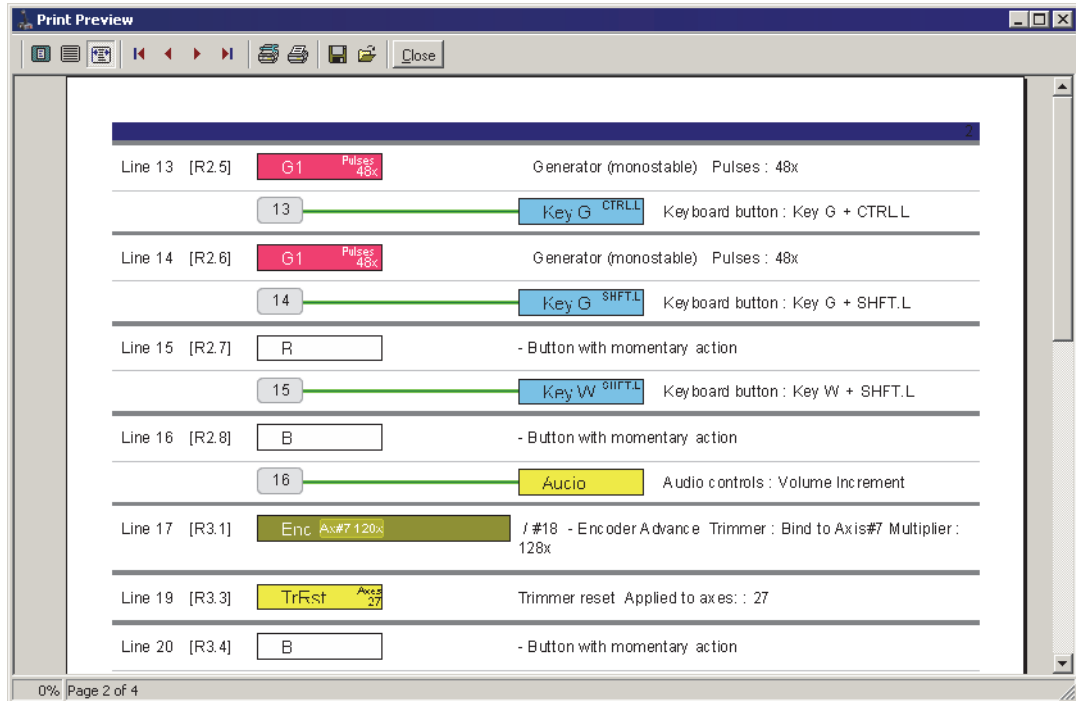 Print Preview
Close
2
Line 13 [R2.5] G1 Pulses 48x Generator (monostable) Pulses : 48x
13 Key G CTRL.L Keyboard button : Key G + CTRL.L
Line 14 [R2.6] G1 Pulses 48x Generator (monostable) Pulses : 48x
14 Key G SHFT.L Keyboard button : Key G + SHFT.L
Line 15 [R2.7] R - Button with momentary action
15 Key W SHFT.L Keyboard button : Key W + SHFT.L
Line 16 [R2.8] B - Button with momentary action
16 Aucio Audio controls : Volume Increment
Line 17 [R3.1] Enc Ax#7 120x / #18 - Encoder Advance Trimmer : Bind to Axis#7 Multiplier :
128x
Line 19 [R3.3] TrRst Axes 27 Trimmer reset Applied to axes: : 27
Line 20 [R3.4] B - Button with momentary action
0% Page 2 of 4